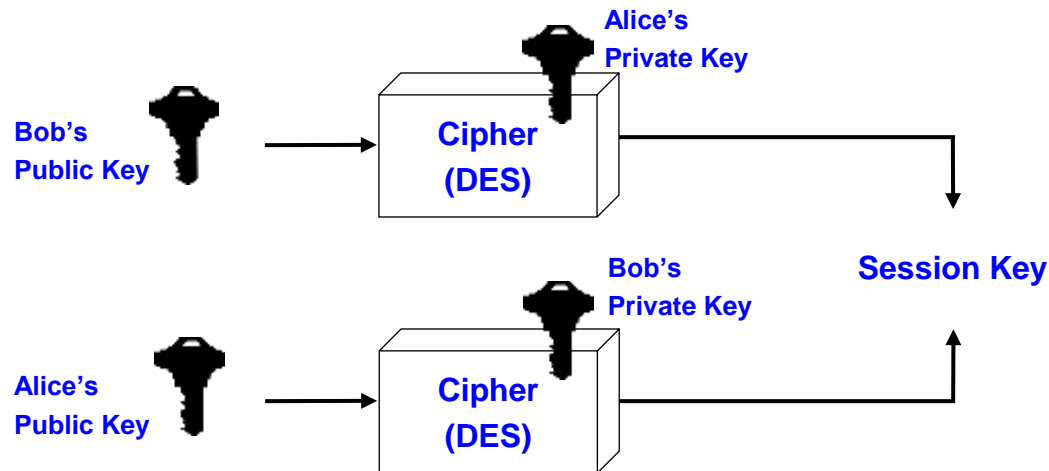 Alice's
Private Key
Bob's
Public Key
Cipher
(DES)
Session Key
Bob's
Private Key
Alice's
Public Key
Cipher
(DES)